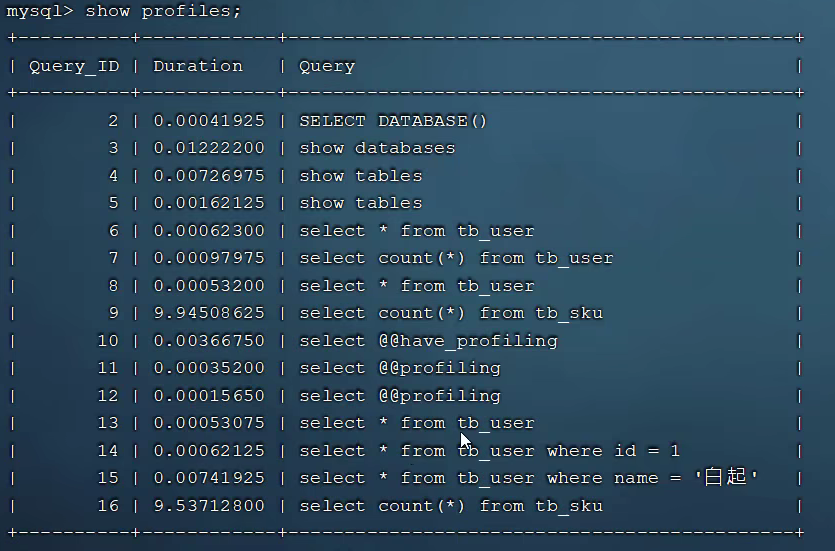 mysql> show profiles;
+----------+------------+---------------------------------------------+
| Query_ID | Duration   | Query                                       |
+----------+------------+---------------------------------------------+
|        2 | 0.00041925 | SELECT DATABASE()                           |
|        3 | 0.01222200 | show databases                              |
|        4 | 0.00726975 | show tables                                 |
|        5 | 0.00162125 | show tables                                 |
|        6 | 0.00062300 | select * from tb_user                       |
|        7 | 0.00097975 | select count(*) from tb_user                |
|        8 | 0.00053200 | select * from tb_user                       |
|        9 | 9.94508625 | select count(*) from tb_sku                 |
|       10 | 0.00366750 | select @@have_profiling                     |
|       11 | 0.00035200 | select @@profiling                          |
|       12 | 0.00015650 | select @@profiling                          |
|       13 | 0.00053075 | select * from tb_user                       |
|       14 | 0.00062125 | select * from tb_user where id = 1          |
|       15 | 0.00741925 | select * from tb_user where name = '白起'   |
|       16 | 9.53712800 | select count(*) from tb_sku                 |
+----------+------------+---------------------------------------------+